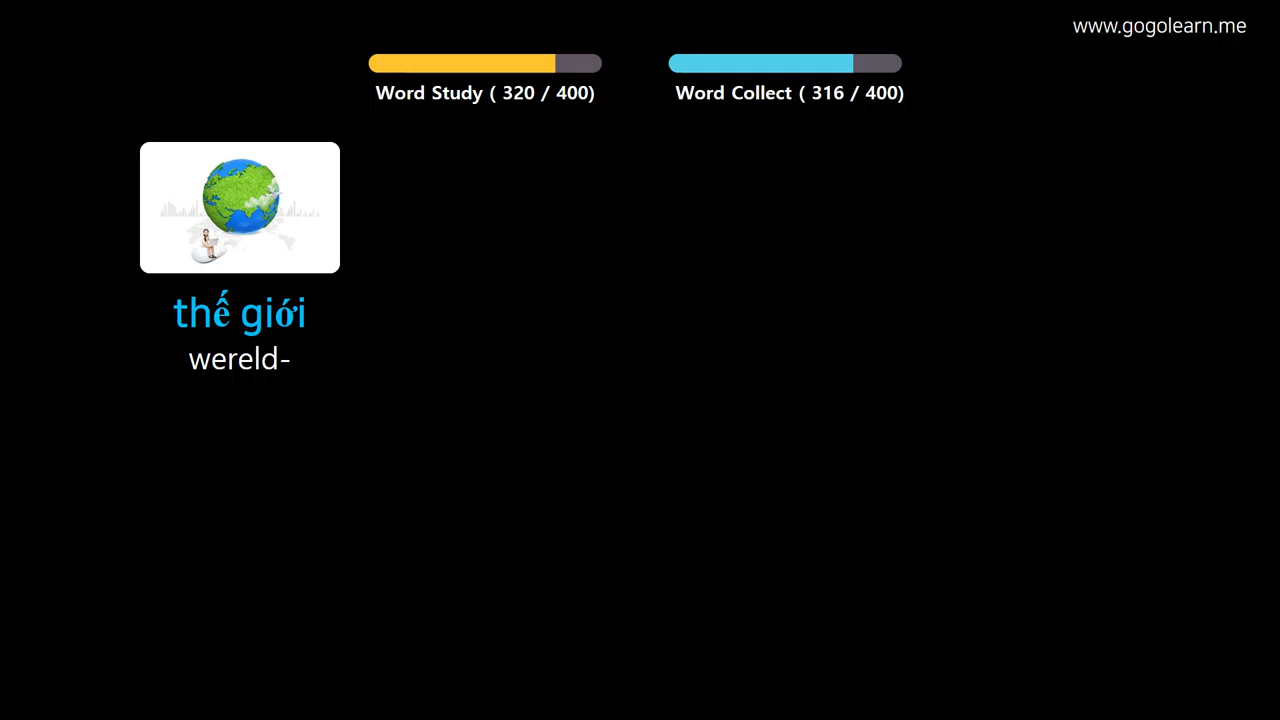 www.gogolearn.me
Word Study ( 320 / 400)
Word Collect ( 316 / 400)
thế giới
wereld-